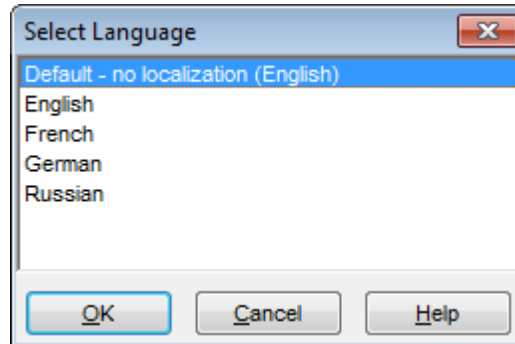 Select Language
Default - no localization (English)
English
French
German
Russian
OK
Cancel
Help